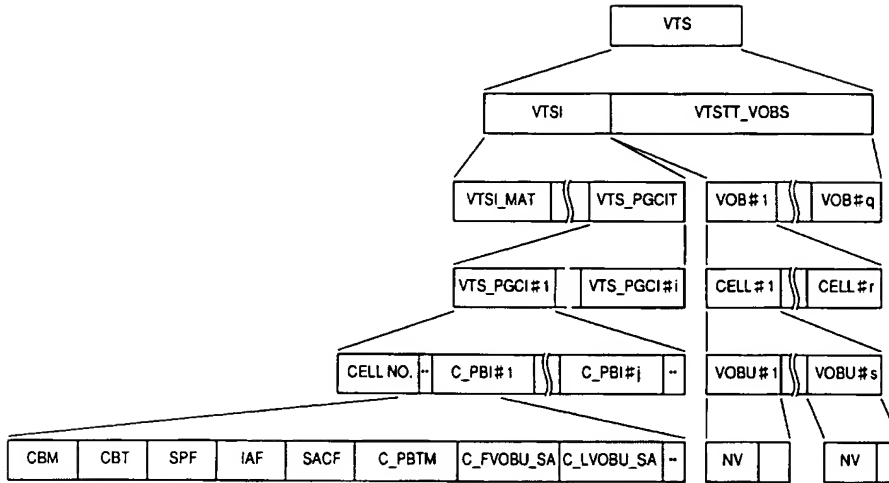 VTS
VTSI VTSTT_VOBS
VTSI_MAT VTS_PGCIT VOB#1 VOB#q
VTS_PGCI#1 VTS_PGCI#i CELL#1 CELL#r
CELL NO. -- C_PBI#1 C_PBI#j -- VOBU#1 VOBU#s
CBM CBT SPF IAF SACF C_PBTM C_FVOBU_SA C_LVOBU_SA -- NV NV